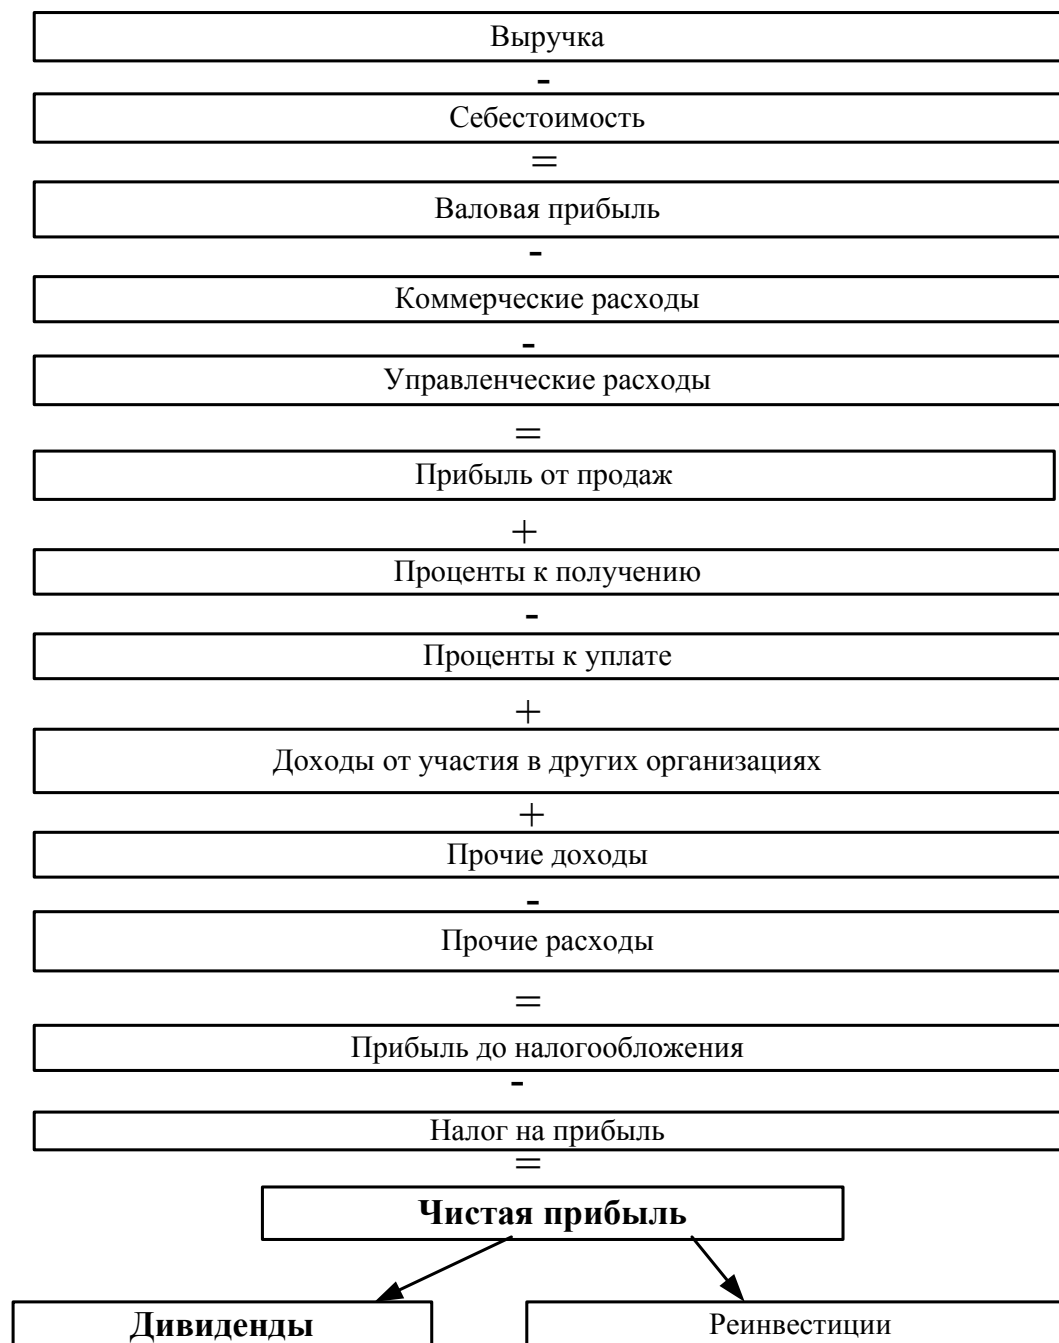 Выручка
-
Себестоимость
=
Валовая прибыль
-
Коммерческие расходы
-
Управленческие расходы
=
Прибыль от продаж
+
Проценты к получению
-
Проценты к уплате
+
Доходы от участия в других организациях
+
Прочие доходы
-
Прочие расходы
=
Прибыль до налогообложения
-
Налог на прибыль
=
Чистая прибыль
Дивиденды
Реинвестиции